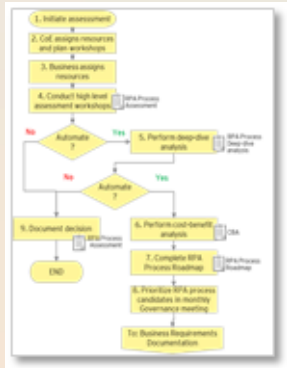 1. Initiate assessment
2. CoE assigns resources
and plan workshops
3. Business assigns
resources
4. Conduct high level
assessment workshops
RPA Process
Assessment
No
Automate
?
Yes
5. Perform deep-dive
analysis
RPA Process
Deep-dive
analysis
No
Automate
?
Yes
9. Document decision
RPA Process
Assessment
6. Perform cost-benefit
analysis
CBA
END
7. Complete RPA
Process Roadmap
RPA Process
Roadmap
8. Prioritize RPA process
candidates in monthly
Governance meeting
To: Business Requirements
Documentation